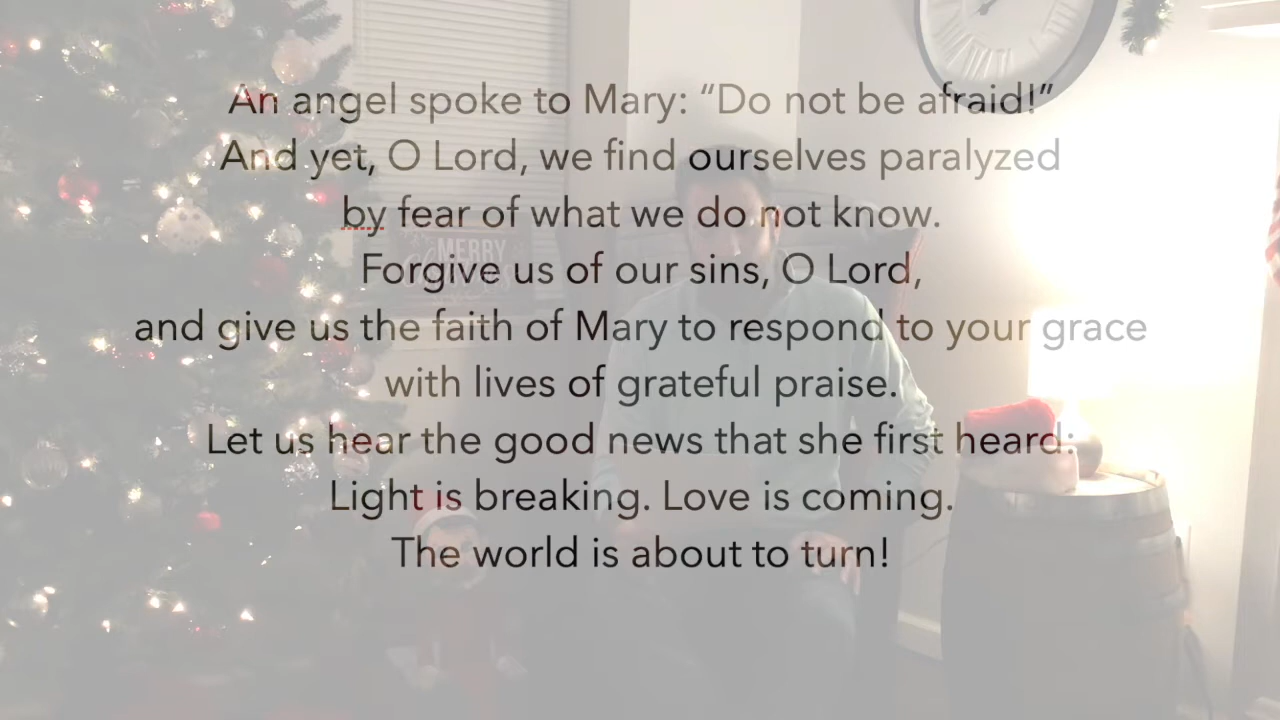 An angel spoke to Mary: “Do not be afraid!”
And yet, O Lord, we find ourselves paralyzed
by fear of what we do not know.
Forgive us of our sins, O Lord,
and give us the faith of Mary to respond to your grace
with lives of grateful praise.
Let us hear the good news that she first heard:
Light is breaking. Love is coming.
The world is about to turn!
MERRY